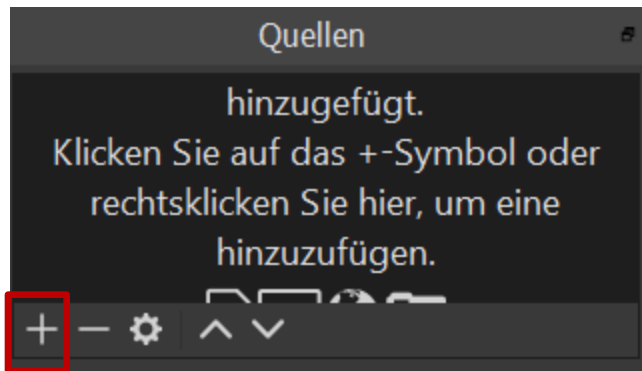 Quellen
hinzugefügt.
Klicken Sie auf das +-Symbol oder
rechtsklicken Sie hier, um eine
hinzuzufügen.